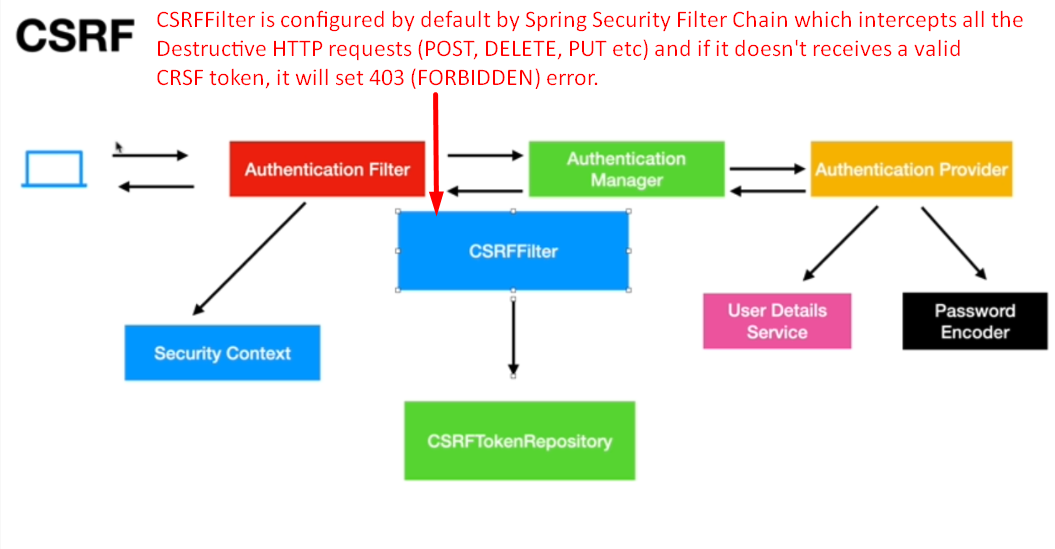 CSRF
CSRFFilter is configured by default by Spring Security Filter Chain which intercepts all the
Destructive HTTP requests (POST, DELETE, PUT etc) and if it doesn't receives a valid
CRSF token, it will set 403 (FORBIDDEN) error.
Authentication Filter
Authentication
Manager
Authentication Provider
CSRFFilter
User Details
Service
Password
Encoder
Security Context
CSRFTokenRepository